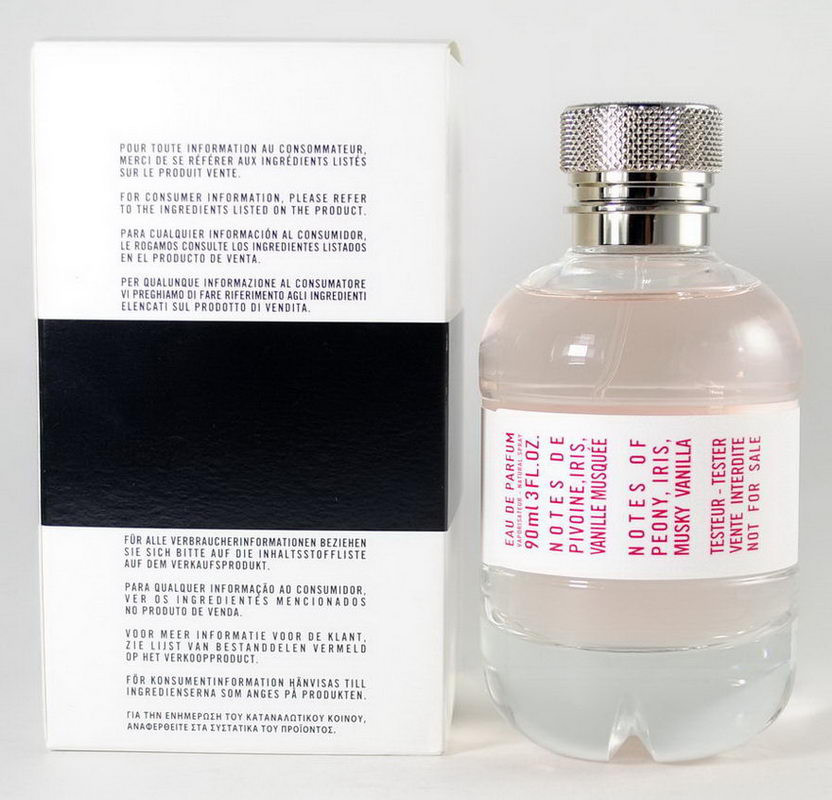 POUR TOUTE INFORMATION AU CONSOMMATEUR,
MERCI DE SE RÉFÉRER AUX INGRÉDIENTS LISTÉS
SUR LE PRODUIT VENTE.
FOR CONSUMER INFORMATION, PLEASE REFER
TO THE INGREDIENTS LISTED ON THE PRODUCT.
PARA CUALQUIER INFORMACIÓN AL CONSUMIDOR,
LE ROGAMOS CONSULTE LOS INGREDIENTES LISTADOS
EN EL PRODUCTO DE VENTA.
PER QUALUNQUE INFORMAZIONE AL CONSUMATORE
VI PREGHIAMO DI FARE RIFERIMENTO AGLI INGREDIENTI
ELENCATI SUL PRODOTTO DI VENDITA.
FÜR ALLE VERBRAUCHERINFORMATIONEN BEZIEHEN
SIE SICH BITTE AUF DIE INHALTSSTOFFLISTE
AUF DEM VERKAUFSPRODUKT.
PARA QUALQUER INFORMAÇÃO AO CONSUMIDOR,
VER OS INGREDIENTES MENCIONADOS
NO PRODUTO DE VENDA.
VOOR MEER INFORMATIE VOOR DE KLANT,
ZIE LIJST VAN BESTANDDELEN VERMELD
OP HET VERKOOPPRODUCT.
FÖR KONSUMENTINFORMATION HÄNVISAS TILL
INGREDIENSERNA SOM ANGES PÅ PRODUKTEN.
ΓΙΑ ΤΗΝ ΕΝΗΜΕΡΩΣΗ ΤΟΥ ΚΑΤΑΝΑΛΩΤΙΚΟΥ ΚΟΙΝΟΥ,
ΑΝΑΦΕΡΘΕΙΤΕ ΣΤΑ ΣΥΣΤΑΤΙΚΑ ΤΟΥ ΠΡΟΪΟΝΤΟΣ.
EAU DE PARFUM
VAPORISATEUR - NATURAL SPRAY
90ml 3FL.OZ.
NOTES DE
PIVOINE, IRIS,
VANILLE MUSQUÉE
NOTES OF
PEONY, IRIS,
MUSKY VANILLA
TESTEUR - TESTER
VENTE INTERDITE
NOT FOR SALE